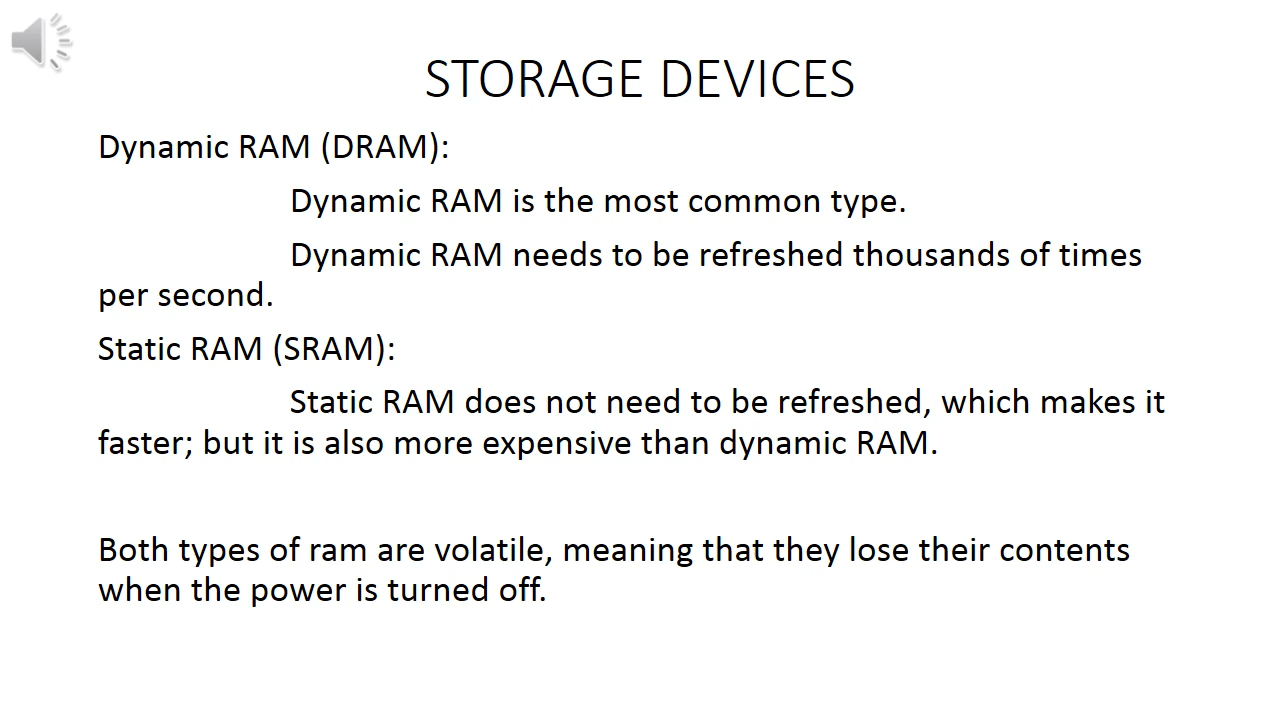 STORAGE DEVICES
Dynamic RAM (DRAM):
Dynamic RAM is the most common type.
Dynamic RAM needs to be refreshed thousands of times
per second.
Static RAM (SRAM):
Static RAM does not need to be refreshed, which makes it
faster; but it is also more expensive than dynamic RAM.
Both types of ram are volatile, meaning that they lose their contents
when the power is turned off.